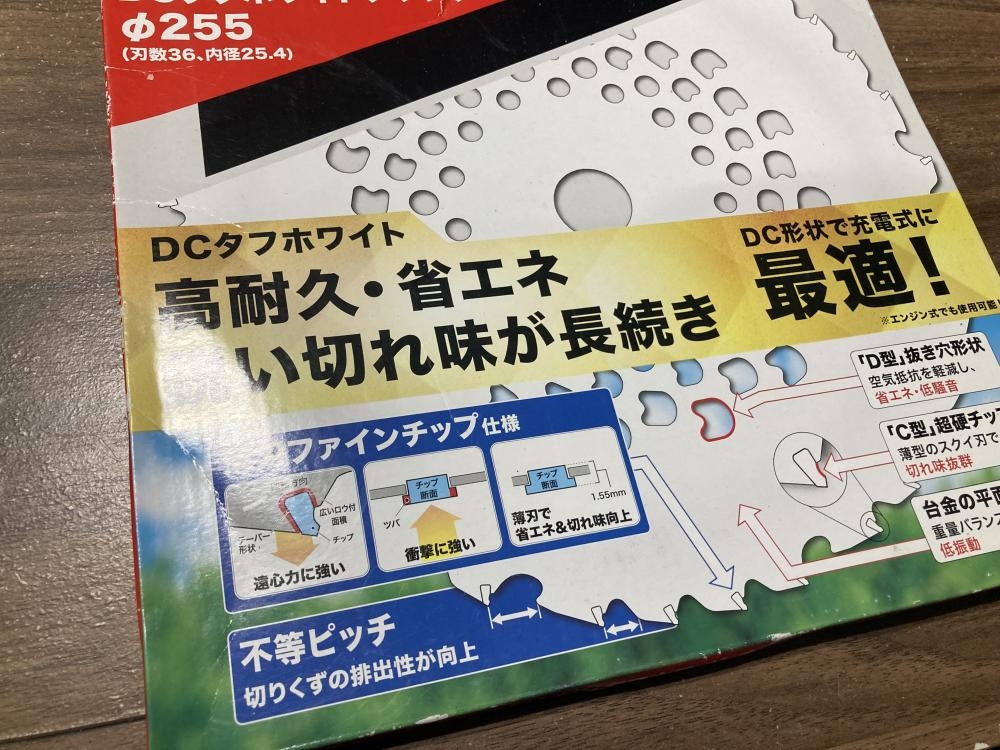 φ255
(刃数36、内径25.4)
DCタフホワイト
高耐久・省エネ
い切れ味が長続き
DC形状で充電式に
最適!
※エンジン式でも使用可能
「D型」抜き穴形状
空気抵抗を軽減し、
省エネ・低騒音
「C型」超硬チッ
薄型のスクイ刃で
切れ味抜群
台金の平
重量バラン
低振動
ファインチップ仕様
広いロウ付
面積
テーパー
形状
チップ
遠心力に強い
チップ
断面
ツバ
衝撃に強い
チップ
断面
1.55mm
薄刃で
省エネ&切れ味向上
不等ピッチ
切りくずの排出性が向上